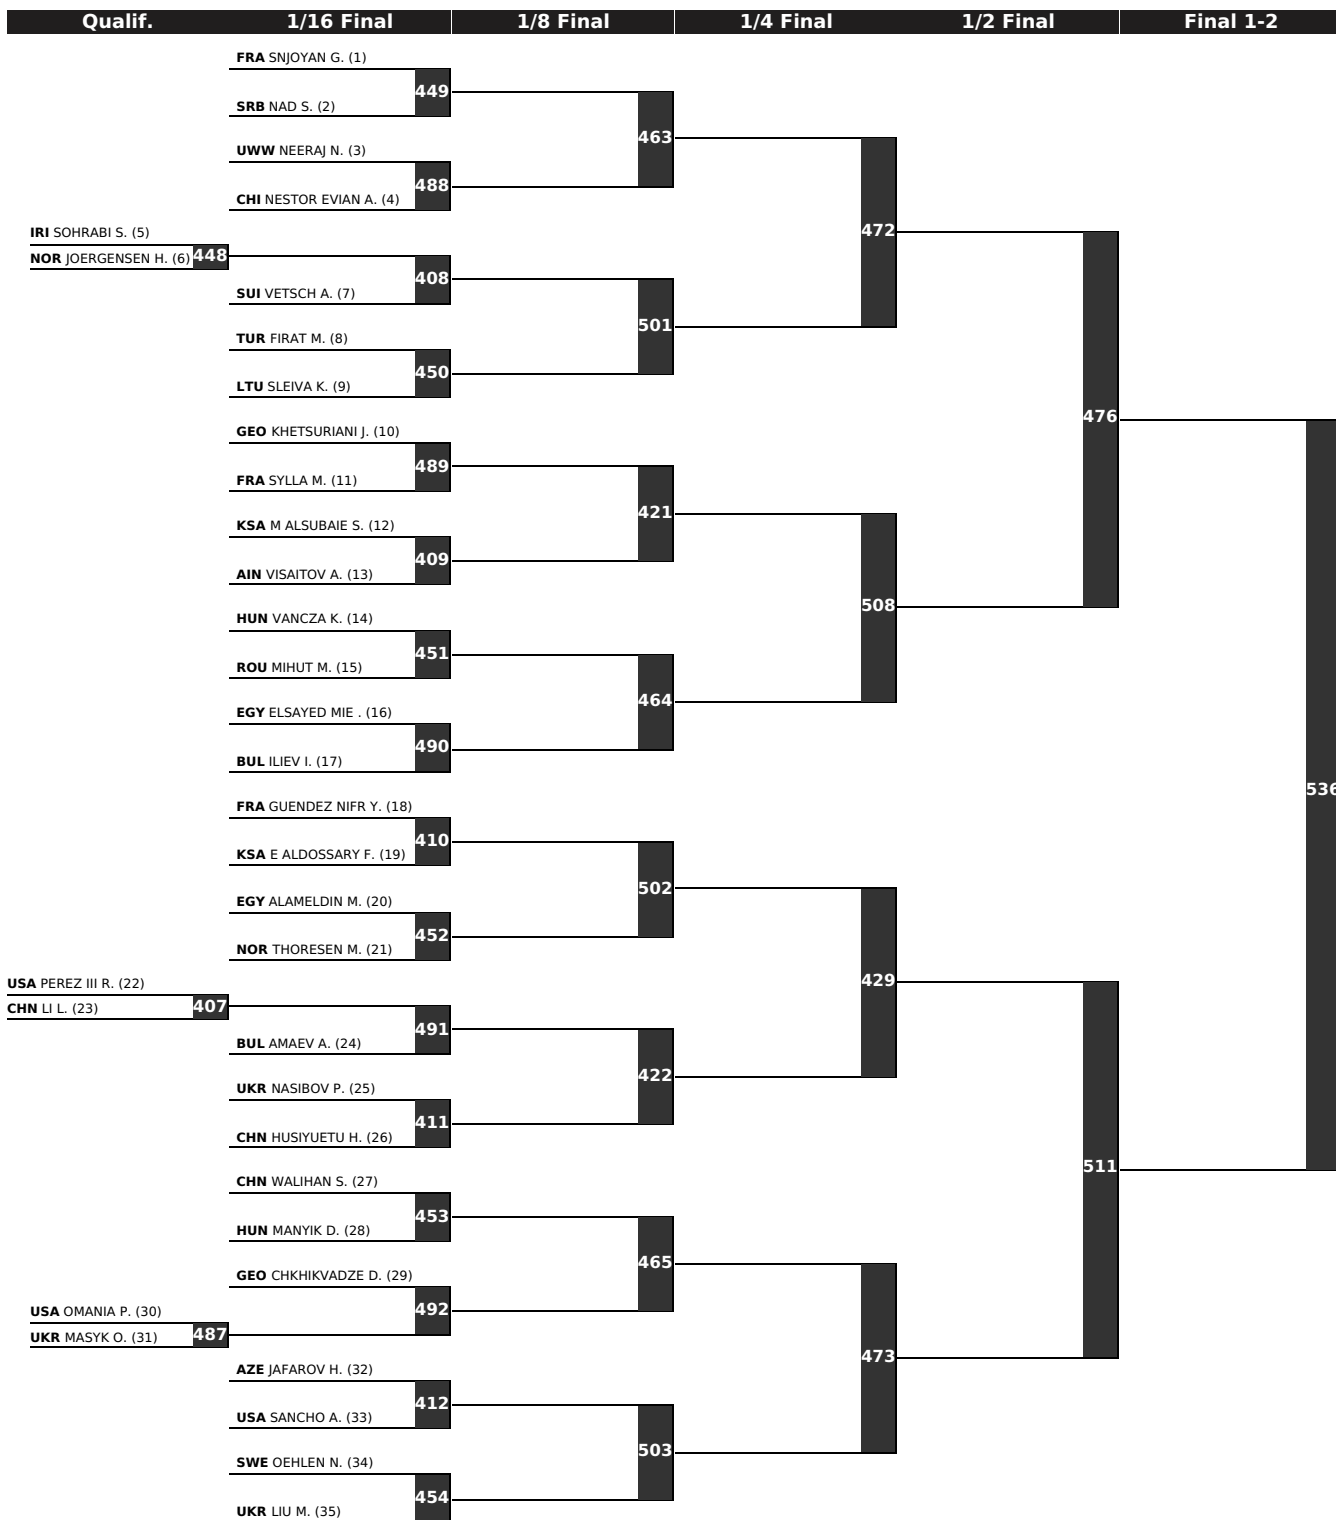 Qualif. 1/16 Final 1/8 Final 1/4 Final 1/2 Final Final 1-2
FRA SNJOYAN G. (1)
449
SRB NAD S. (2)
463
UWW NEERAJ N. (3)
488
CHI NESTOR EVIAN A. (4)
472
IRI SOHRABI S. (5)
NOR JOERGENSEN H. (6) 448
408
SUI VETSCH A. (7)
501
TUR FIRAT M. (8)
450
LTU SLEIVA K. (9)
476
GEO KHETSURIANI J. (10)
489
FRA SYLLA M. (11)
421
KSA M ALSUBAIE S. (12)
409
AIN VISAITOV A. (13)
508
HUN VANCZA K. (14)
451
ROU MIHUT M. (15)
464
EGY ELSAYED MIE . (16)
490
BUL ILIEV I. (17)
536
FRA GUENDEZ NIFR Y. (18)
410
KSA E ALDOSSARY F. (19)
502
EGY ALAMELDIN M. (20)
452
NOR THORESEN M. (21)
429
USA PEREZ III R. (22)
CHN LI L. (23) 407
491
BUL AMAEV A. (24)
422
UKR NASIBOV P. (25)
411
CHN HUSIYUETU H. (26)
511
CHN WALIHAN S. (27)
453
HUN MANYIK D. (28)
465
GEO CHKHIKVADZE D. (29)
492
USA OMANIA P. (30)
UKR MASYK O. (31) 487
473
AZE JAFAROV H. (32)
412
USA SANCHO A. (33)
503
SWE OEHLEN N. (34)
454
UKR LIU M. (35)